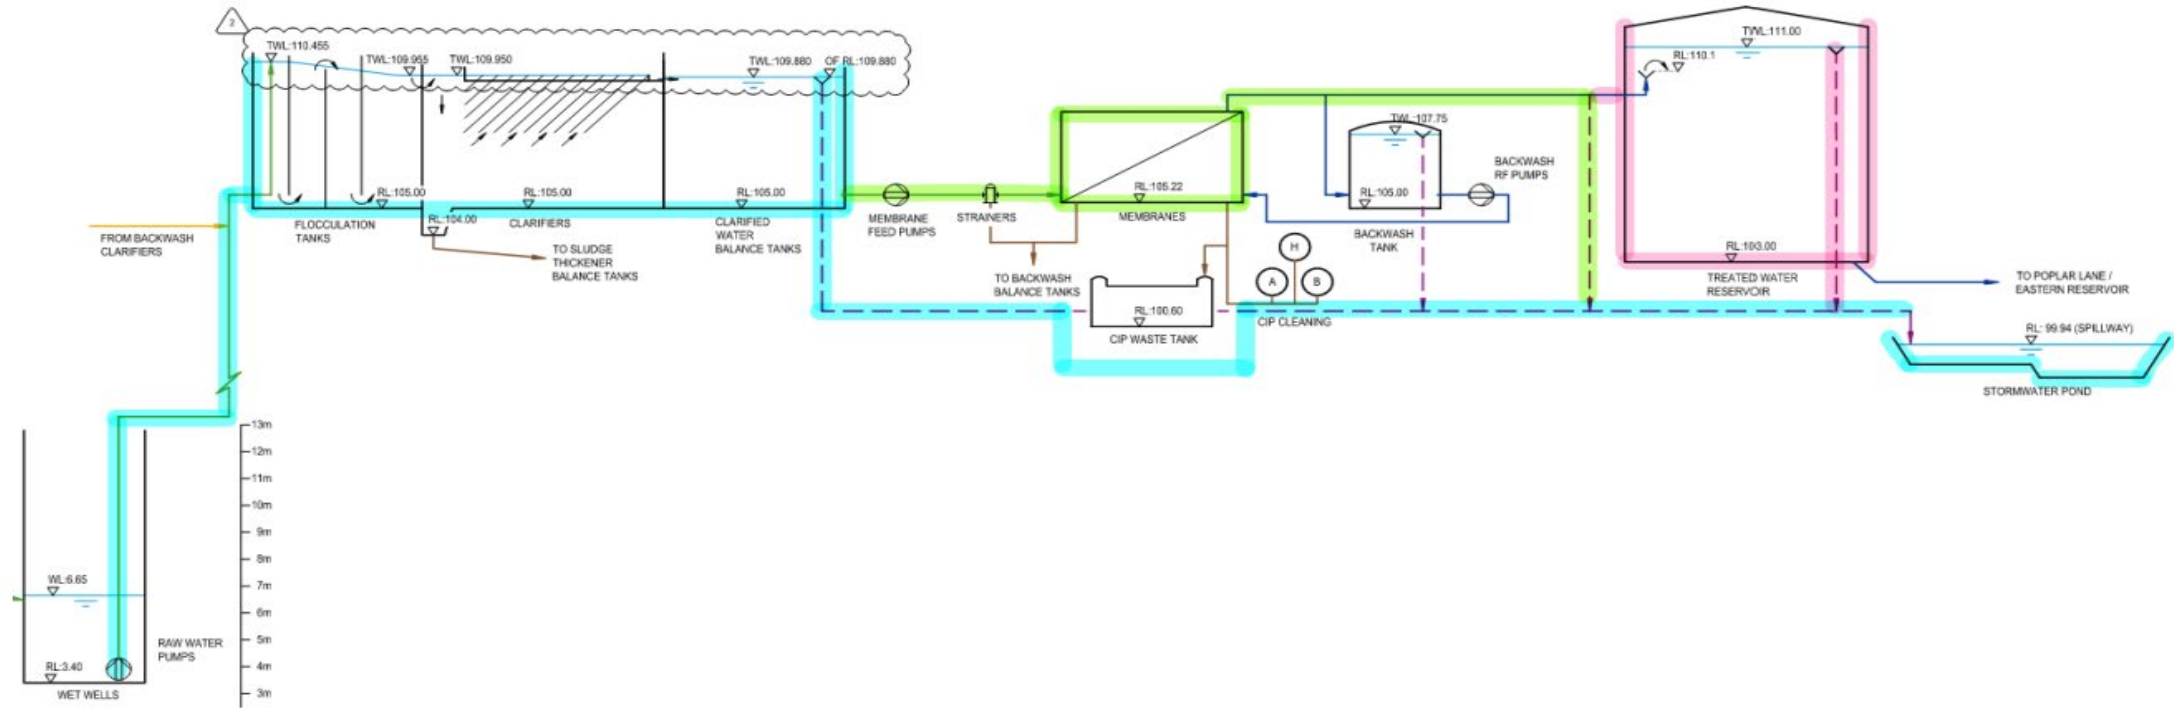 2
TWL:110.455
TWL:109.955
TWL:109.950
TWL:109.880
OF RL:109.880
TWL:111.00
RL:110.1
TWL:107.75
BACKWASH
RF PUMPS
RL:105.00
RL:105.00
RL:105.00
RL:105.22
RL:105.00
RL:104.00
FLOCCULATION
TANKS
CLARIFIERS
CLARIFIED
WATER
BALANCE TANKS
MEMBRANE
FEED PUMPS
STRAINERS
MEMBRANES
BACKWASH
TANK
FROM BACKWASH
CLARIFIERS
TO SLUDGE
THICKENER
BALANCE TANKS
TO BACKWASH
BALANCE TANKS
H
A
B
RL:103.00
TREATED WATER
RESERVOIR
TO POPLAR LANE /
EASTERN RESERVOIR
RL:100.60
CIP WASTE TANK
CIP CLEANING
RL: 99.94 (SPILLWAY)
STORMWATER POND
13m
12m
11m
10m
9m
8m
7m
6m
5m
4m
3m
WL:6.65
RAW WATER
PUMPS
RL:3.40
WET WELLS